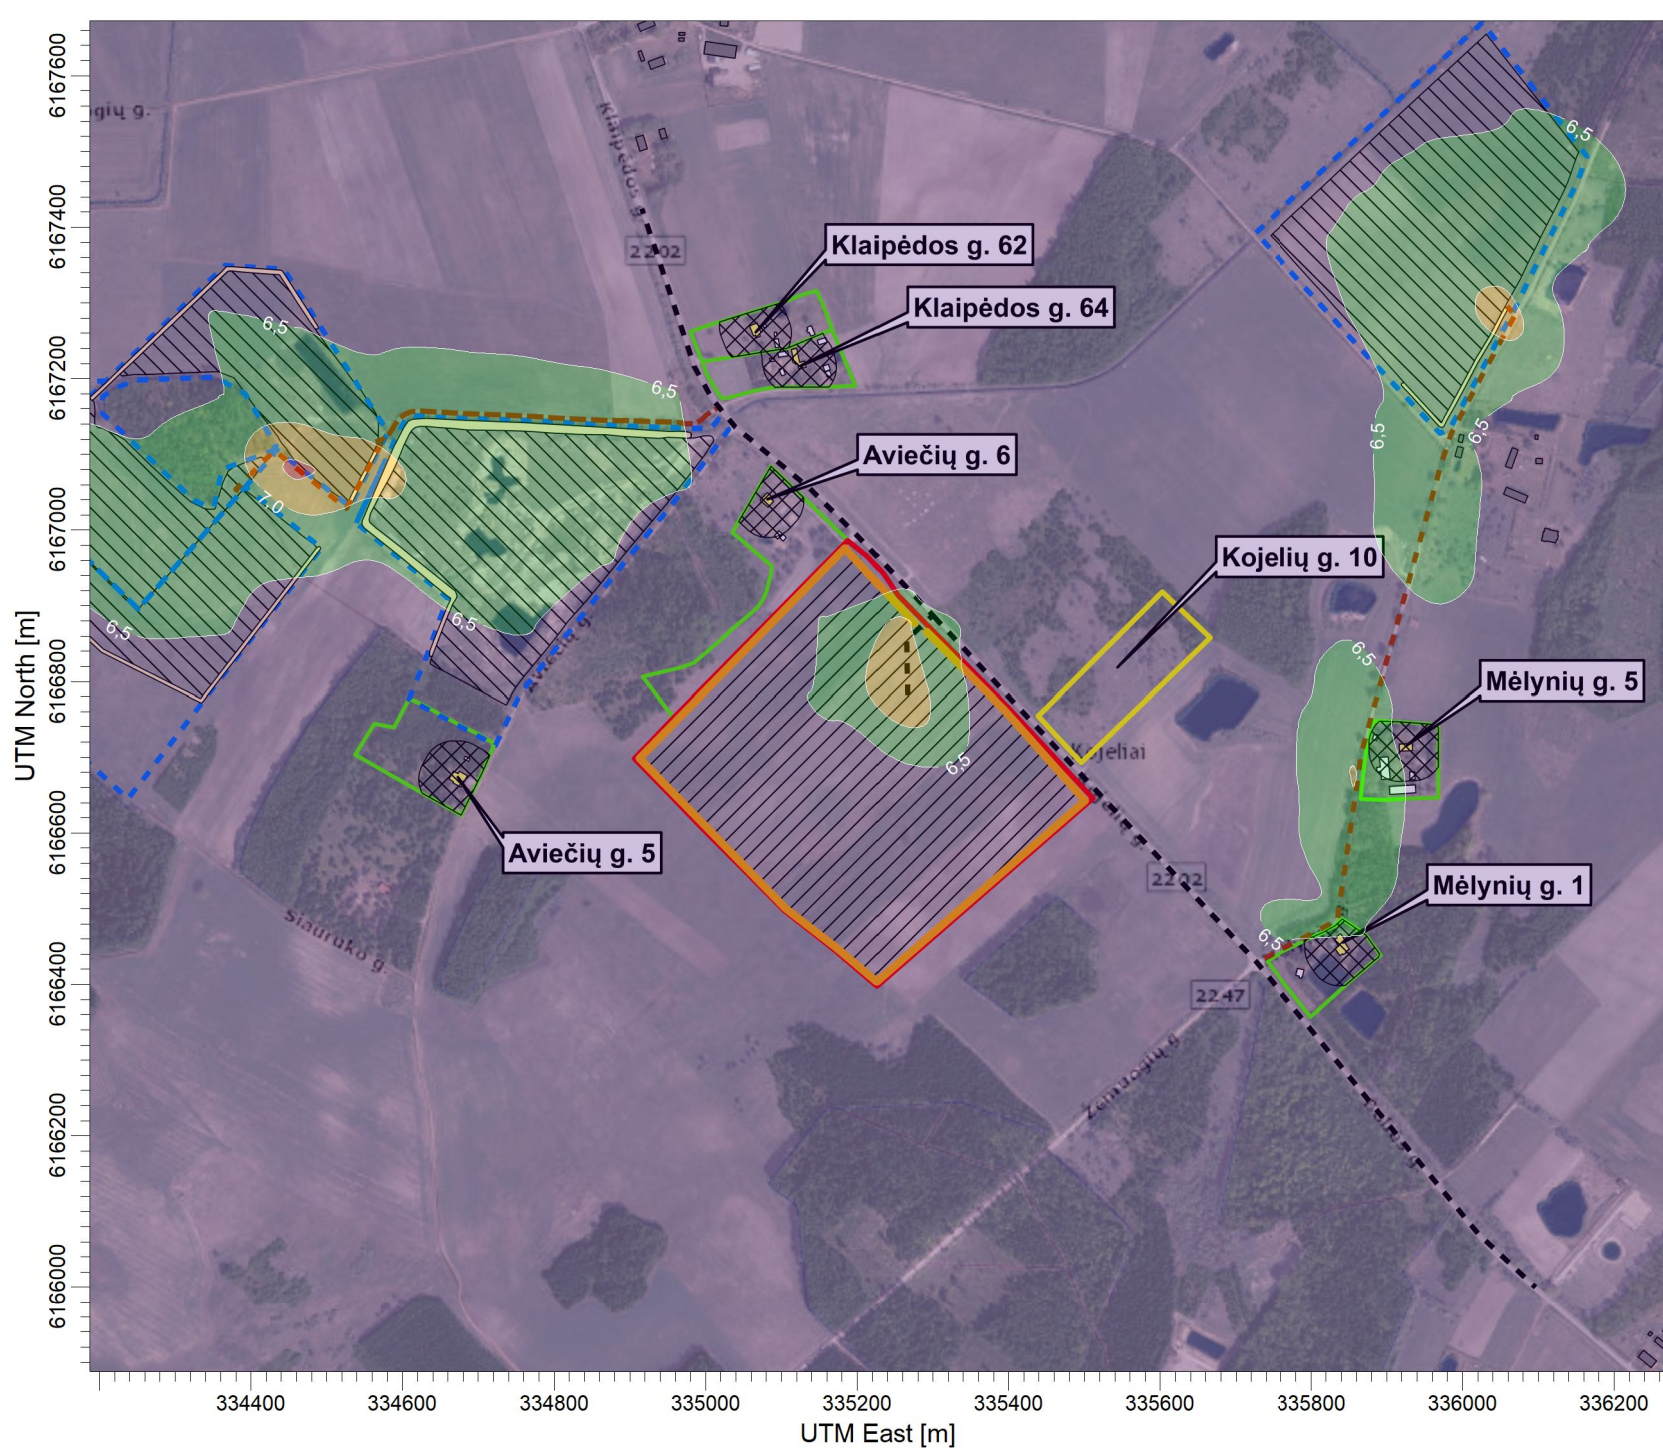 6167600
6167400
6167200
6167000
6166800
6166600
6166400
6166200
6166000
UTM North [m]
gių g.
Klaipėdos g.
2202
Klaipėdos g. 62
Klaipėdos g. 64
Aviečių g. 6
Kojelių g. 10
Mėlynių g. 5
Mėlynių g. 1
Aviečių g. 5
Aviečių g.
Kojeliai
2202
2247
Žemuogių g.
Siauruko g.
6,5
6,5
6,5
6,5
7,0
6,5
6,5
6,5
6,5
6,5
6,5
334400
334600
334800
335000
335200
335400
335600
335800
336000
336200
UTM East [m]